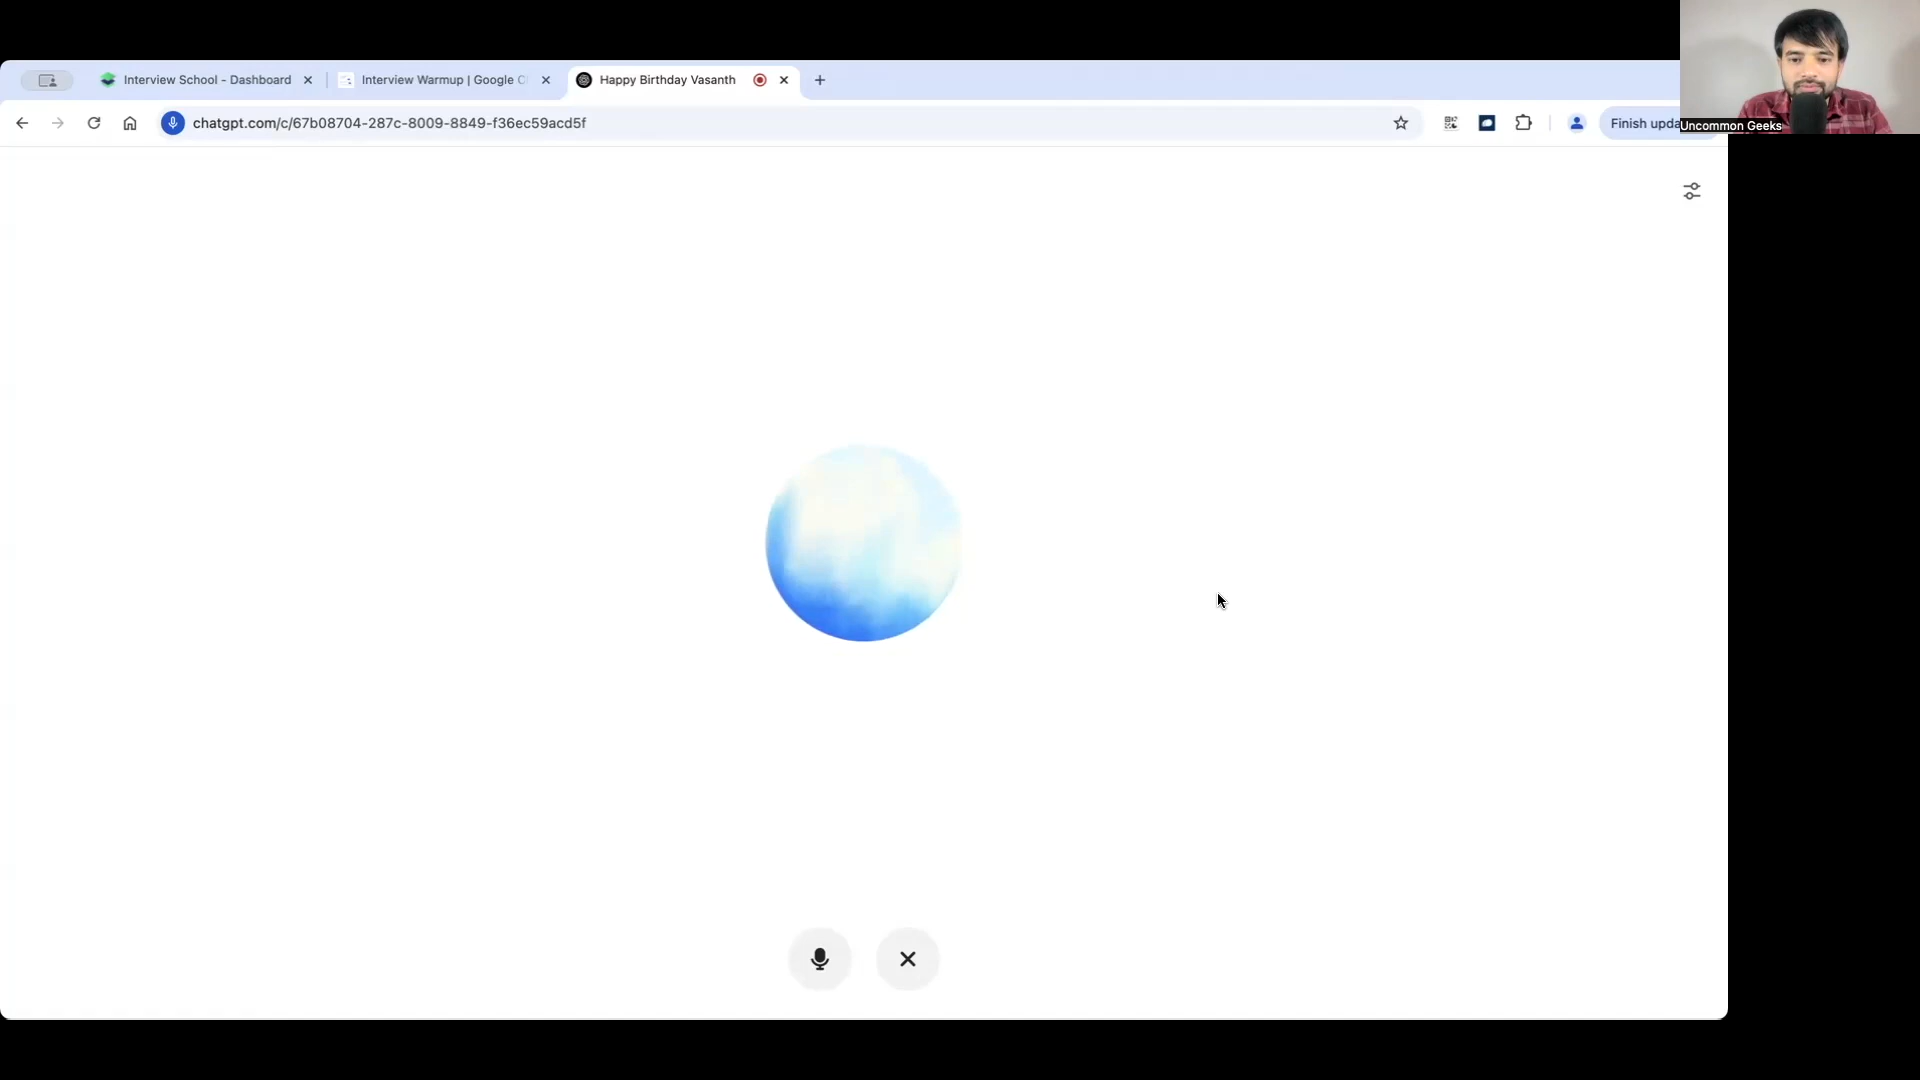 Interview School - Dashboard
Interview Warmup | Google C
Happy Birthday Vasanth
chatgpt.com/c/67b08704-287c-8009-8849-f36ec59acd5f
Finish upda
Uncommon Geeks